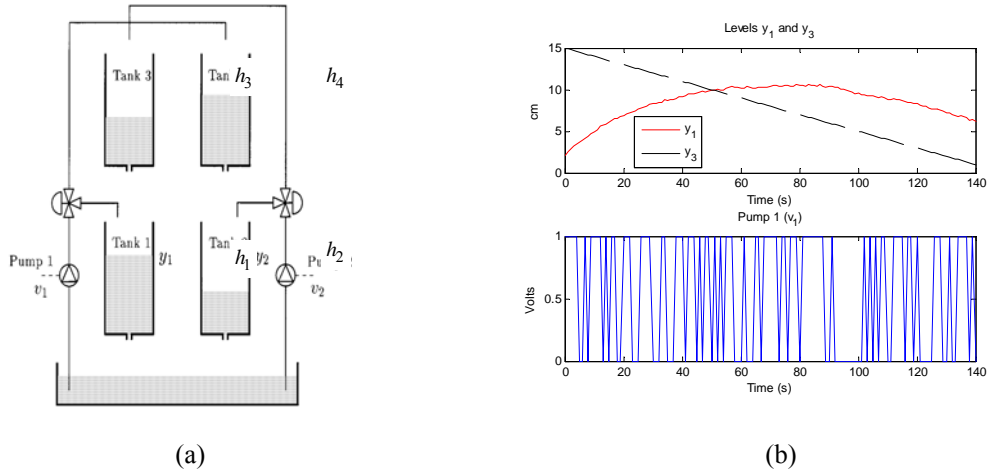 Tank 3
Tan
h3
h4
Tank 1
y1
h1
y2
h2
Pump 1
v1
Pu
v2
(a)
Levels y1 and y3
15
10
5
0
cm
y1
y3
0 20 40 60 80 100 120 140
Time (s)
Pump 1 (v1)
1
0.5
0
Volts
0 20 40 60 80 100 120 140
Time (s)
(b)